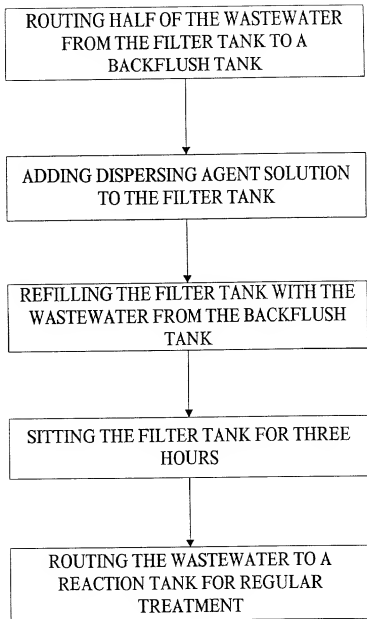 ROUTING HALF OF THE WASTEWATER
FROM THE FILTER TANK TO A
BACKFLUSH TANK
ADDING DISPERSING AGENT SOLUTION
TO THE FILTER TANK
REFILLING THE FILTER TANK WITH THE
WASTEWATER FROM THE BACKFLUSH
TANK
SITTING THE FILTER TANK FOR THREE
HOURS
ROUTING THE WASTEWATER TO A
REACTION TANK FOR REGULAR
TREATMENT